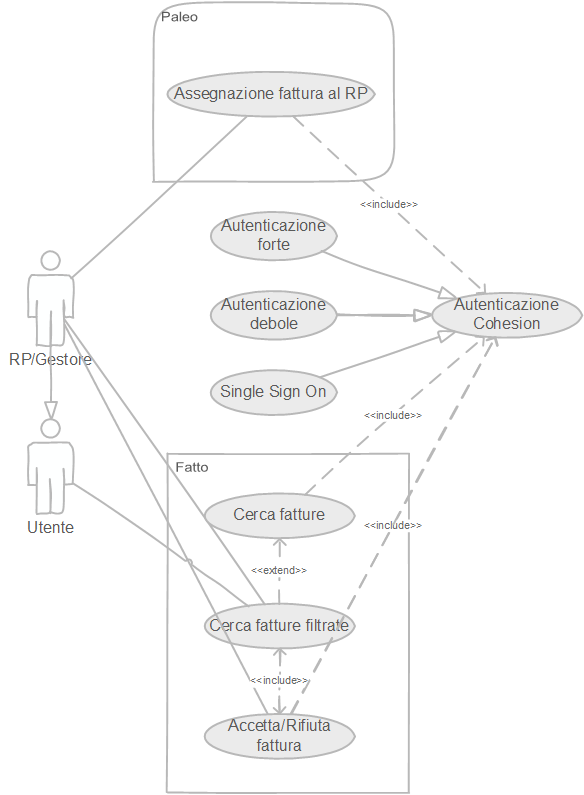 Paleo
Assegnazione fattura al RP
<<include>>
Autenticazione
forte
Autenticazione
debole
Autenticazione
Cohesion
RP/Gestore
Single Sign On
<<include>>
Utente
Fatto
Cerca fatture
<<include>>
<<extend>>
Cerca fatture filtrate
<<include>>
Accetta/Rifiuta
fattura